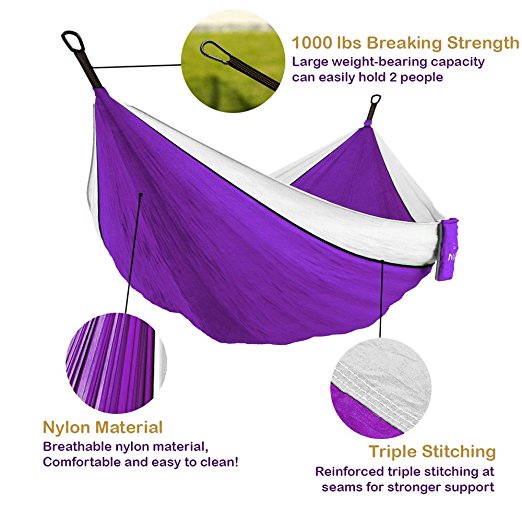 1000 lbs Breaking Strength
Large weight-bearing capacity
can easily hold 2 people
Nylon Material
Breathable nylon material,
Comfortable and easy to clean!
Triple Stitching
Reinforced triple stitching at
seams for stronger support